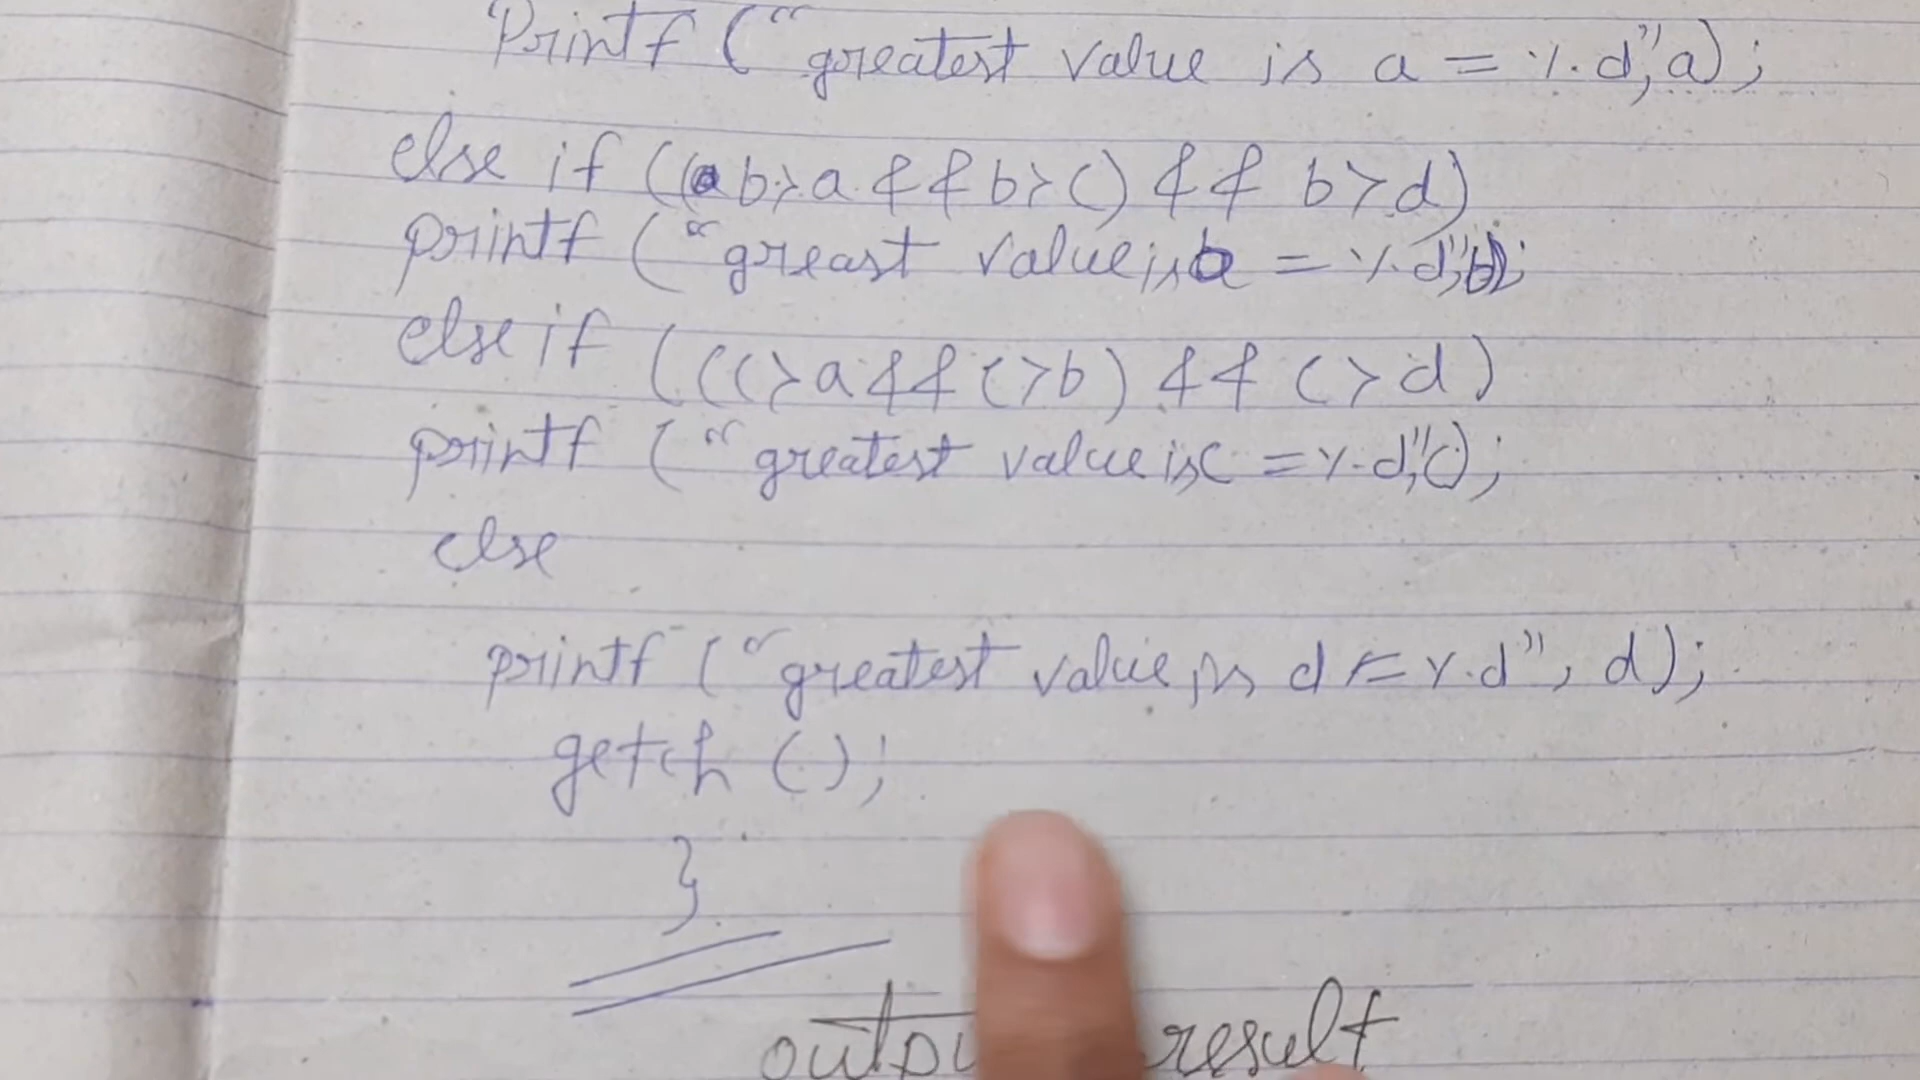 Printf ("greatest value is a = %d", a);
else if ((b>a && b>c) && b>d)
printf ("greast value is b = %d", b);
else if ((c>a && c>b) && c>d)
printf ("greatest value is c = %d", c);
else
printf ("greatest value is d = %d", d);
getch ();
}
result